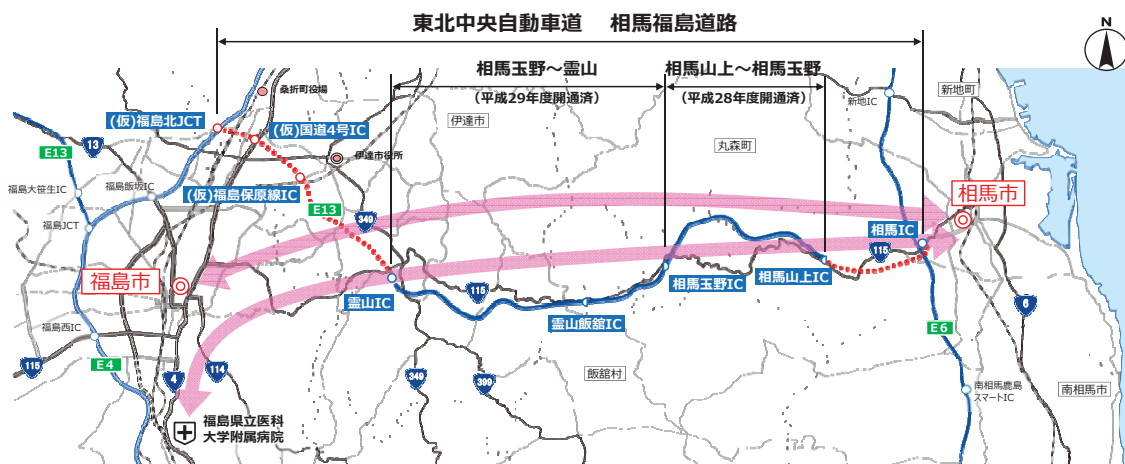 東北中央自動車道　相馬福島道路
N
相馬玉野～霊山
(平成29年度開通済)
相馬山上～相馬玉野
(平成28年度開通済)
桑折町役場
(仮)福島北JCT
(仮)国道4号IC
伊達市
新地IC
新地町
E13
13
伊達市役所
丸森町
福島大笹生IC
福島飯坂IC
(仮)福島保原線IC
E13
349
相馬市
福島JCT
相馬IC
115
福島市
霊山IC
115
相馬玉野IC
相馬山上IC
霊山飯舘IC
6
福島西IC
E6
115
E4
4
114
349
399
飯舘村
南相馬鹿島
スマートIC
南相馬市
福島県立医科
大学附属病院